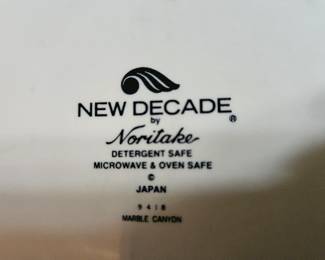 NEW DECADE ®
by
Noritake
DETERGENT SAFE
MICROWAVE & OVEN SAFE
©
JAPAN
9418
MARBLE CANYON